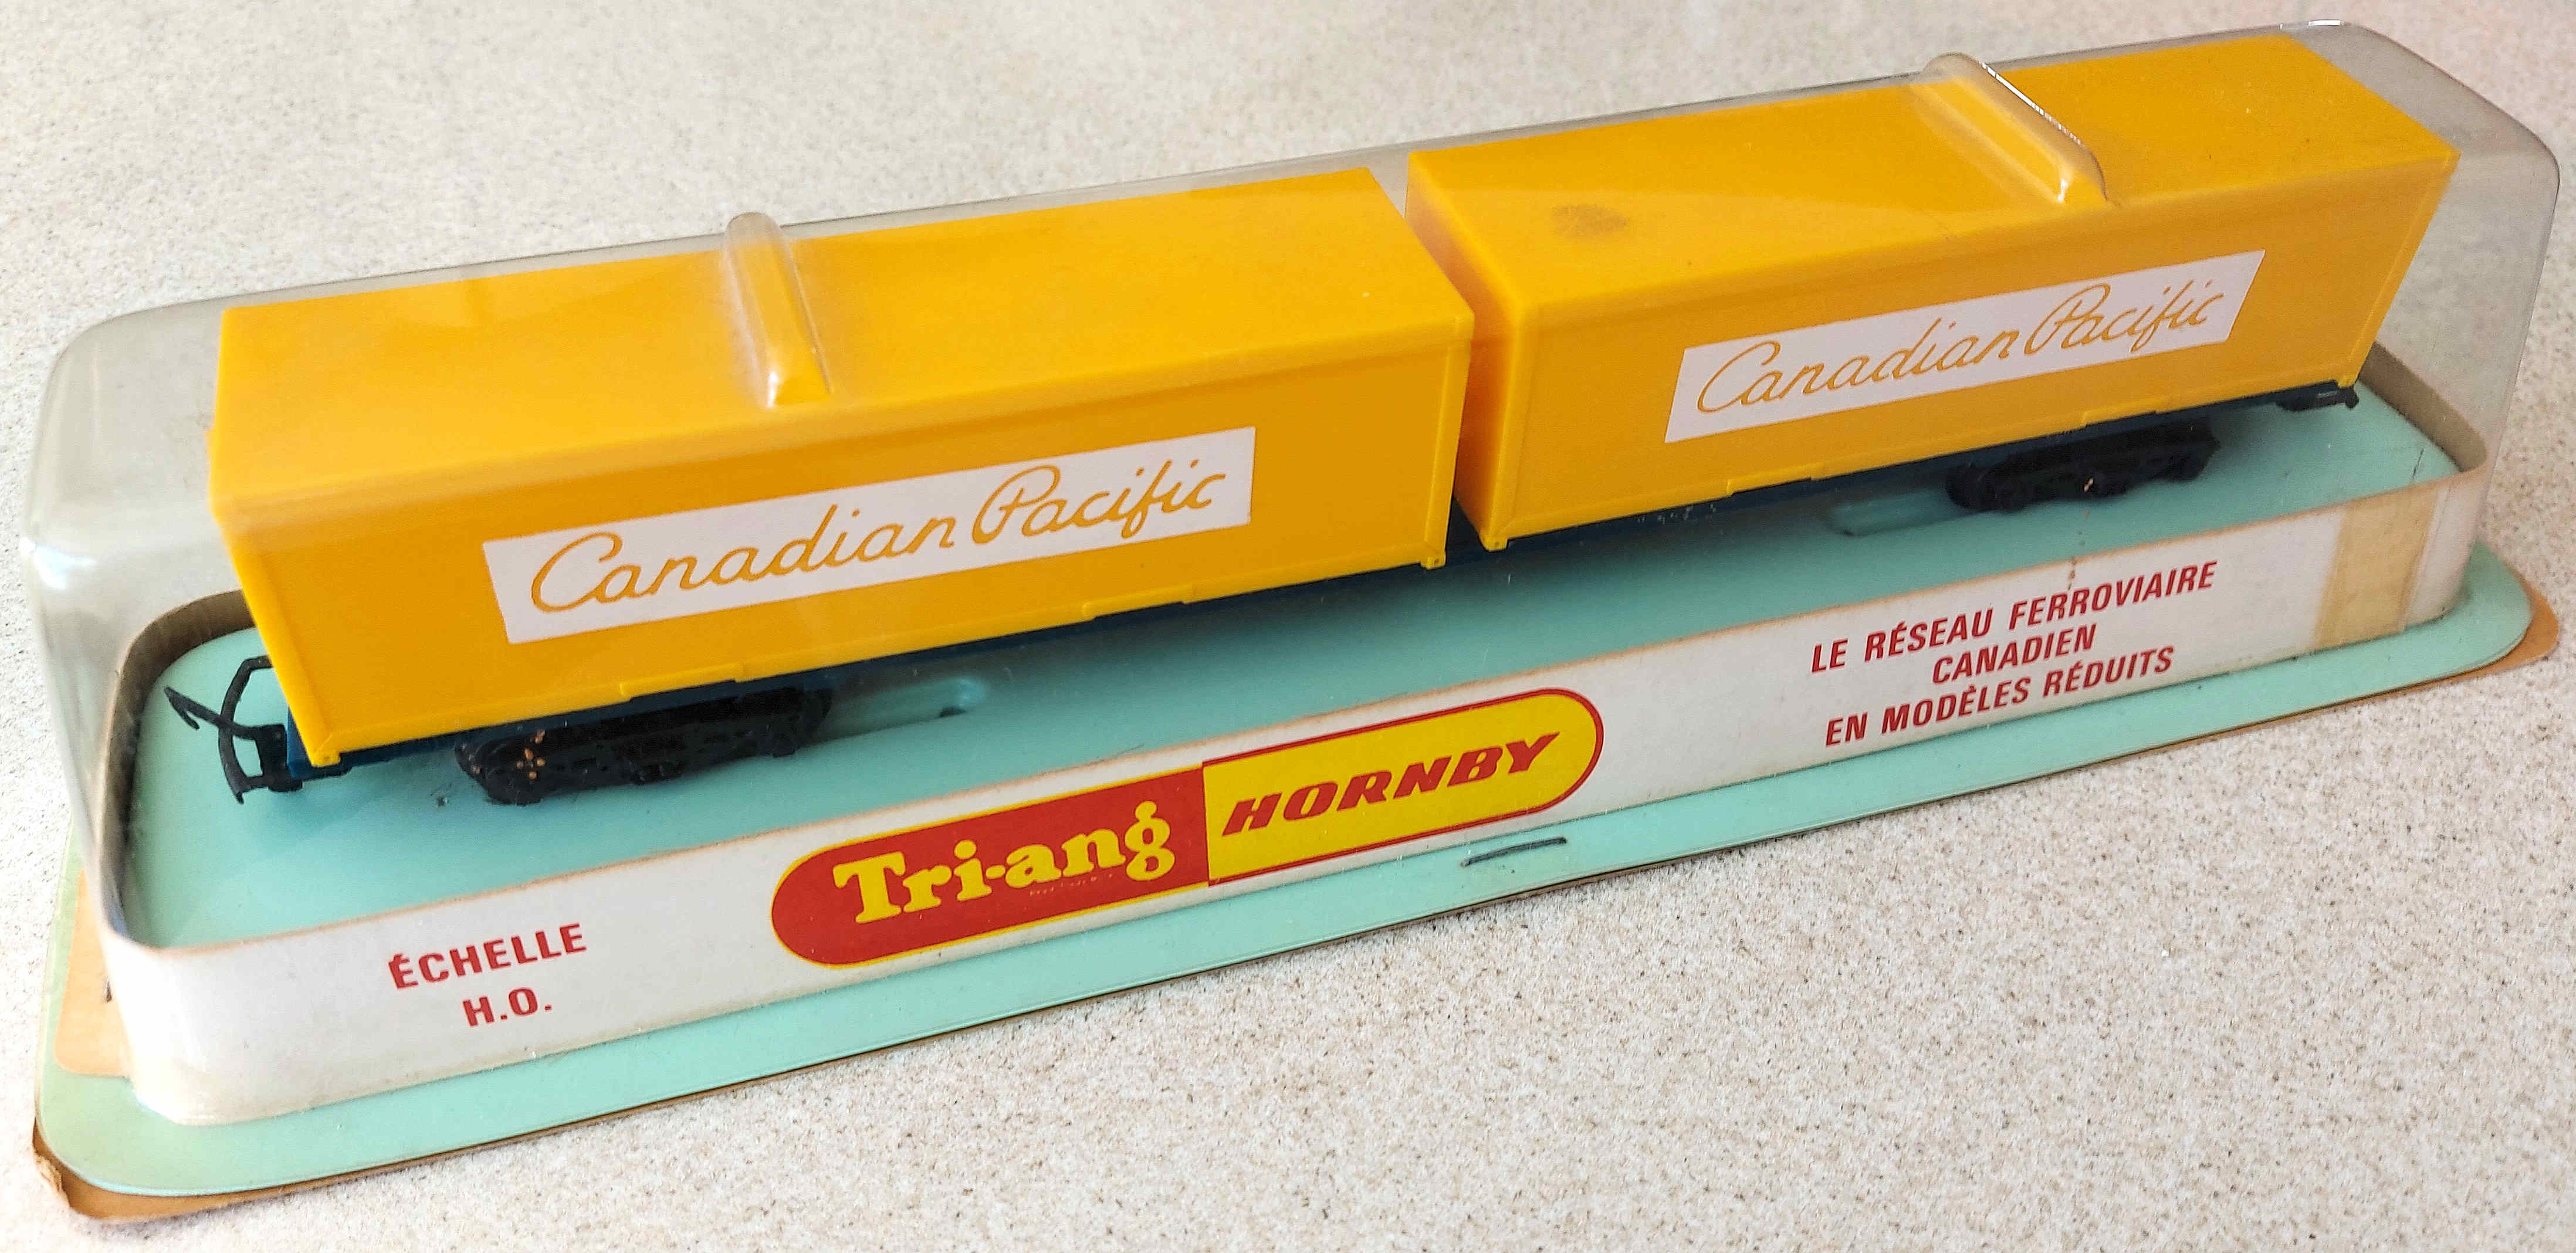 Canadian Pacific
Canadian Pacific
ÉCHELLE
H.O.
Tri-ang HORNBY
LE RÉSEAU FERROVIAIRE
CANADIEN
EN MODÈLES RÉDUITS